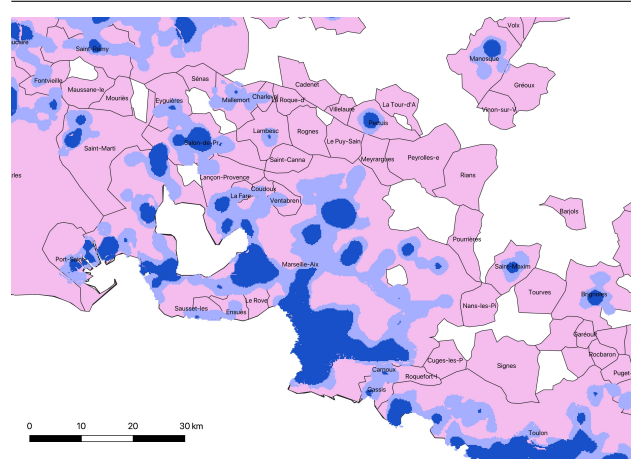 Volx
Saint-Remy
Manosque
Sénas
Fontvieille
Cadenet
Gréoux
Maussane-le
Mouriès
Eyguières
Mallemort
Charleval
La Roque-d
Villelaure
La Tour-d'A
Vinon-sur-V
Pertuis
Saint-Marti
Salon-de-Pr
Lambesc
Rognes
Le Puy-Sain
Saint-Canna
Meyrargues
Peyrolles-e
rles
Lançon-Provence
Rians
Coudoux
La Fare
Ventabren
Barjols
Pourrières
Port-Saint-
Marseille-Aix
Saint-Maxim
Tourves
Brignoles
Sausset-les
Ensuès
Le Rove
Nans-les-Pi
Garéoult
Rocbaron
Cuges-les-P
Signes
Puget-
Carnoux
Roquefort-l
Cassis
0 10 20 30 km
Toulon